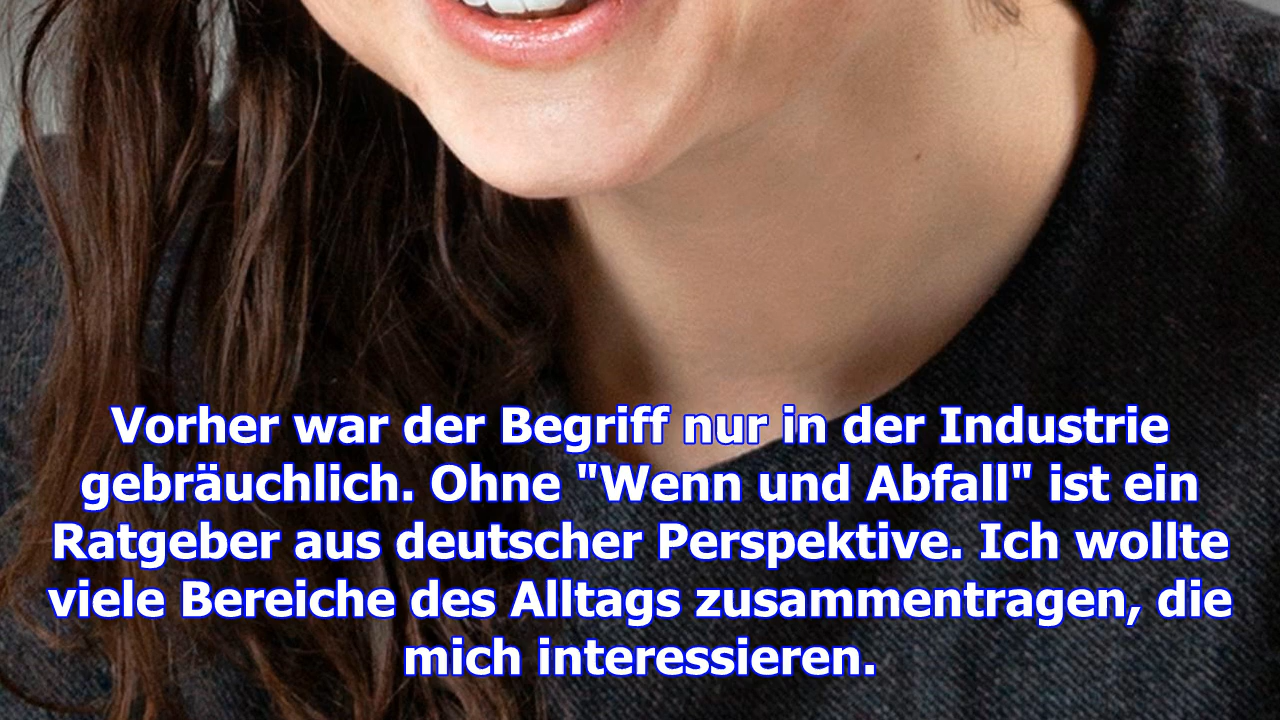 Vorher war der Begriff nur in der Industrie
gebräuchlich. Ohne "Wenn und Abfall" ist ein
Ratgeber aus deutscher Perspektive. Ich wollte
viele Bereiche des Alltags zusammentragen, die
mich interessieren.